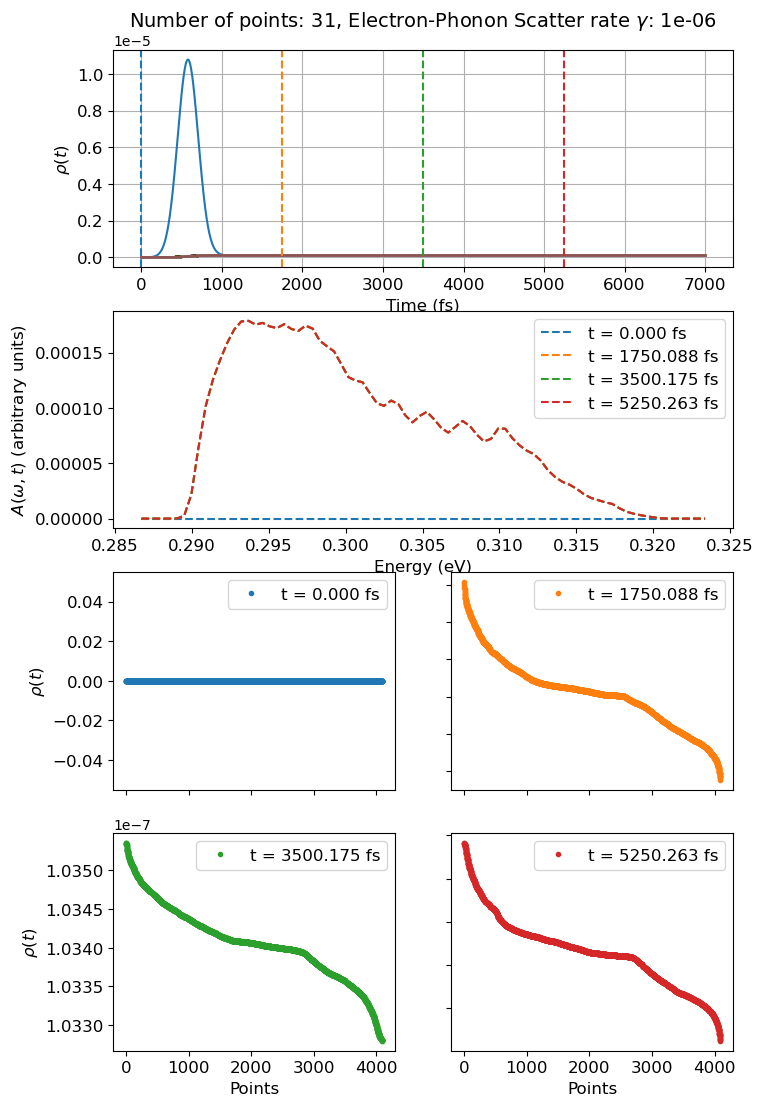 Number of points: 31, Electron-Phonon Scatter rate γ: 1e-06
1e-5
1.0
0.8
0.6
0.4
0.2
0.0
ρ(t)
0 1000 2000 3000 4000 5000 6000 7000
Time (fs)
A(ω, t) (arbitrary units)
0.00015
0.00010
0.00005
0.00000
t = 0.000 fs
t = 1750.088 fs
t = 3500.175 fs
t = 5250.263 fs
0.285 0.290 0.295 0.300 0.305 0.310 0.315 0.320 0.325
Energy (eV)
ρ(t)
0.04
0.02
0.00
−0.02
−0.04
t = 0.000 fs
t = 1750.088 fs
1e-7
ρ(t)
1.0350
1.0345
1.0340
1.0335
1.0330
t = 3500.175 fs
0 1000 2000 3000 4000
Points
t = 5250.263 fs
0 1000 2000 3000 4000
Points